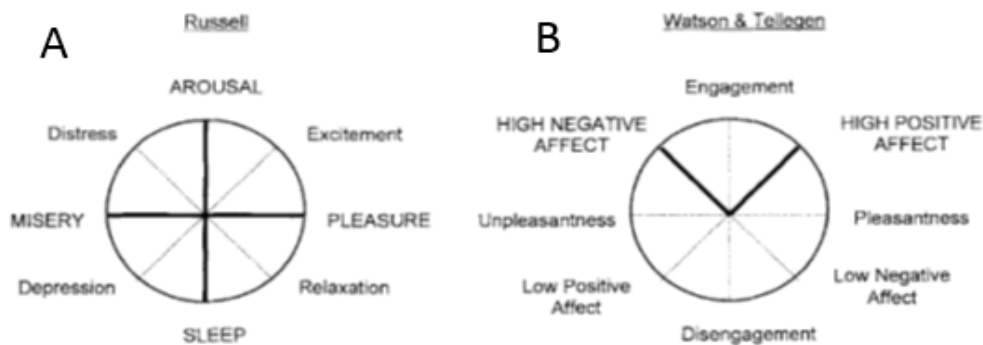 A
Russell
AROUSAL
Distress
Excitement
MISERY
PLEASURE
Depression
Relaxation
SLEEP
B
Watson & Tellegen
Engagement
HIGH NEGATIVE
AFFECT
HIGH POSITIVE
AFFECT
Unpleasantness
Pleasantness
Low Positive
Affect
Low Negative
Affect
Disengagement